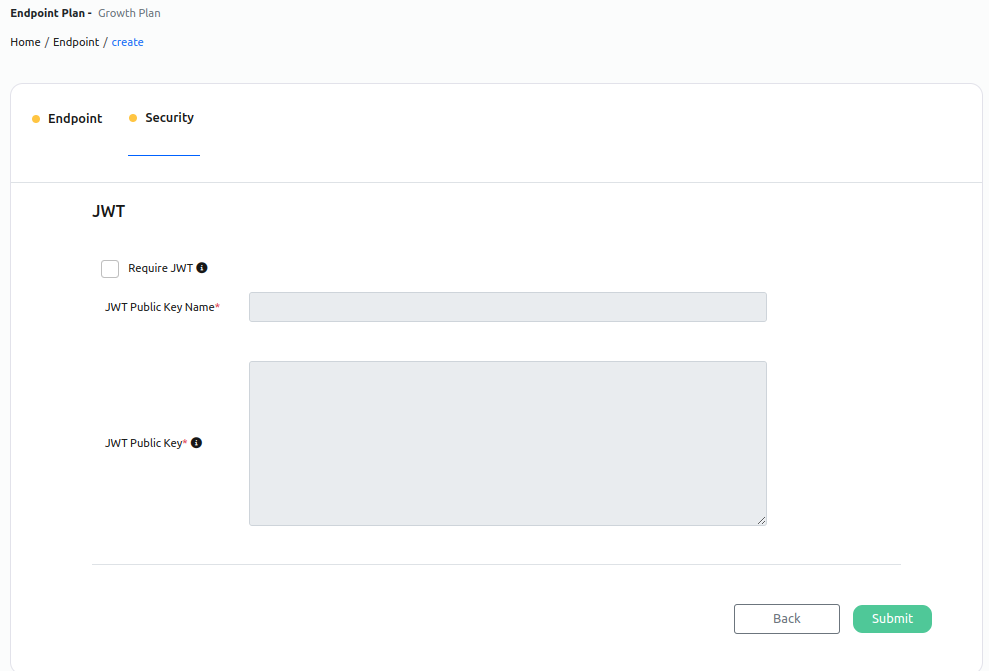 Endpoint Plan - Growth Plan
Home / Endpoint / create
Endpoint Security
JWT
Require JWT
JWT Public Key Name*
JWT Public Key*
Back Submit